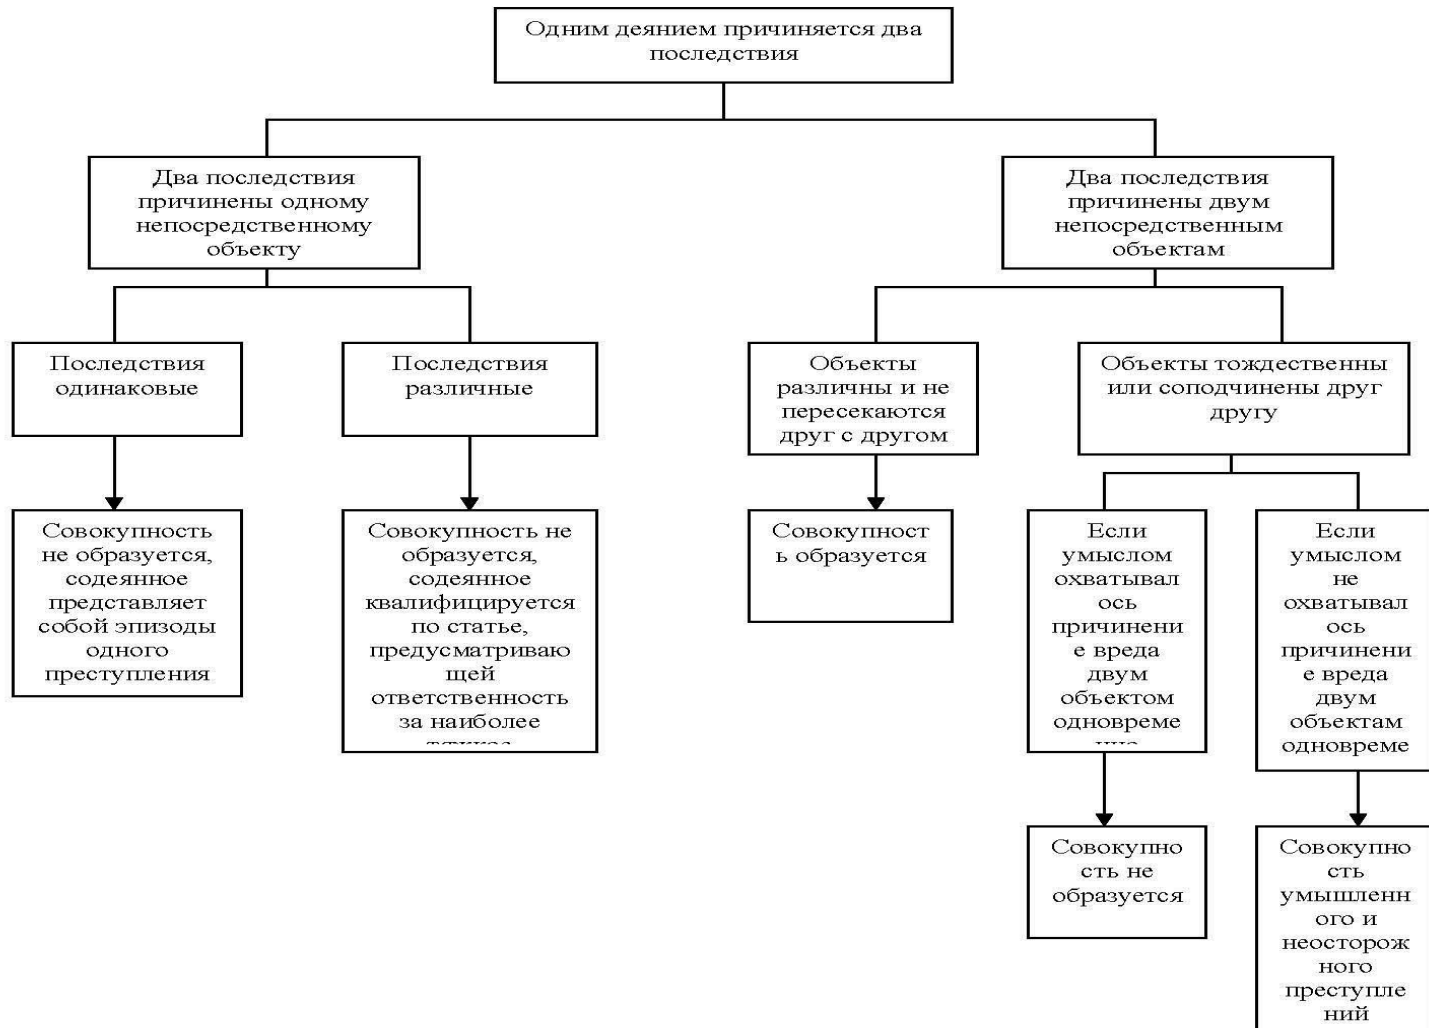 Одним деянием причиняется два
последствия
Два последствия
причинены одному
непосредственному
объекту
Два последствия
причинены двум
непосредственным
объектам
Последствия
одинаковые
Последствия
различные
Объекты
различны и не
пересекаются
друг с другом
Объекты тождественны
или соподчинены друг
другу
Совокупность
не образуется,
содеянное
представляет
собой эпизоды
одного
преступления
Совокупность не
образуется,
содеянное
квалифицируется
по статье,
предусматриваю
щей
ответственность
за наиболее
Совокупност
ь образуется
Если
умыслом
охватывал
ось
причинени
е вреда
двум
объектом
одновреме
Если
умыслом
не
охватывал
ось
причинени
е вреда
двум
объектам
одновреме
Совокупно
сть не
образуется
Совокупно
сть
умышленн
ого и
неосторож
ного
преступле
ний